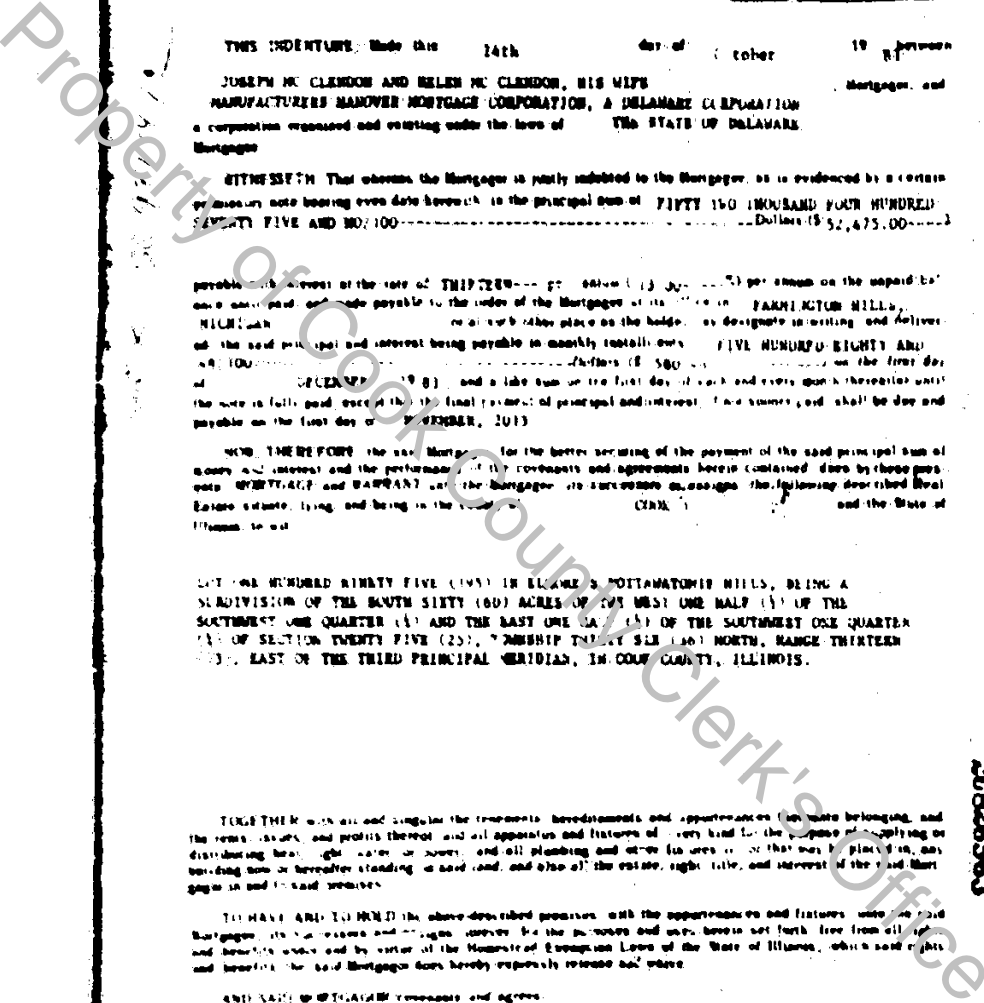 THIS INDENTURE, Made this 24th day of October 19 83 between
JOSEPH MC CLENDON AND HELEN MC CLENDON, HIS WIFE Mortgagor, and
MANUFACTURERS HANOVER MORTGAGE CORPORATION, A DELAWARE CORPORATION
a corporation organized and existing under the laws of THE STATE OF DELAWARE
Mortgagee
WITNESSETH That whereas the Mortgagor is justly indebted to the Mortgagee, as is evidenced by a certain
promissory note bearing even date herewith, in the principal sum of FIFTY TWO THOUSAND FOUR HUNDRED
SEVENTY FIVE AND NO/100---Dollars ($ 52,475.00-----)
payable with interest at the rate of THIRTEEN--- per annum on the unpaid bal
ance until paid, and made payable to the order of the Mortgagee at its office in FARMINGTON HILLS,
MICHIGAN or at such other place as the holder designate in writing and deliver
ed, the said principal and interest being payable in monthly installments FIVE HUNDRED EIGHTY AND
/100 Dollars ($ 580 on the first day
of DECEMBER, 19 83, and a like sum on the first day of each and every month thereafter until
the note is fully paid, except that the final payment of principal and interest, if not sooner paid, shall be due and
payable on the first day of NOVEMBER, 2013
NOW, THEREFORE, the said Mortgagor, for the better securing of the payment of the said principal sum of
money and interest and the performance of the covenants and agreements herein contained, does by these pres
ents MORTGAGE and WARRANT unto the Mortgagee, its successors or assigns, the following described Real
Estate situate, lying, and being in the county of COOK and the State of
Illinois, to wit
LOT ONE HUNDRED NINETY FIVE (195) IN ELMORE'S POTTAWATOMIE HILLS, BEING A
SUBDIVISION OF THE SOUTH SIXTY (60) ACRES OF THE WEST ONE HALF (½) OF THE
SOUTHWEST ONE QUARTER (¼) AND THE EAST ONE HALF (½) OF THE SOUTHWEST ONE QUARTER
(¼) OF SECTION TWENTY FIVE (25), TOWNSHIP THIRTY SIX (36) NORTH, RANGE THIRTEEN
(13), EAST OF THE THIRD PRINCIPAL MERIDIAN, IN COOK COUNTY, ILLINOIS.
TOGETHER with all and singular the tenements, hereditaments and appurtenances thereunto belonging, and
the rents, issues, and profits thereof and all apparatus and fixtures of every kind for the purpose of supplying or
distributing heat, light, water, or power, and all plumbing and other fixtures in, or that may be placed in, any
building now or hereafter standing on said land, and also all the estate, right, title, and interest of the said Mort
gagor in and to said premises
TO HAVE AND TO HOLD the above-described premises, with the appurtenances and fixtures, unto the said
Mortgagee, its successors and assigns, forever, for the purposes and uses herein set forth, free from all rights
and benefits under and by virtue of the Homestead Exemption Laws of the State of Illinois, which said rights
and benefits the said Mortgagor does hereby expressly release and waive
AND SAID MORTGAGOR covenants and agrees
Property of Cook County Clerk's Office